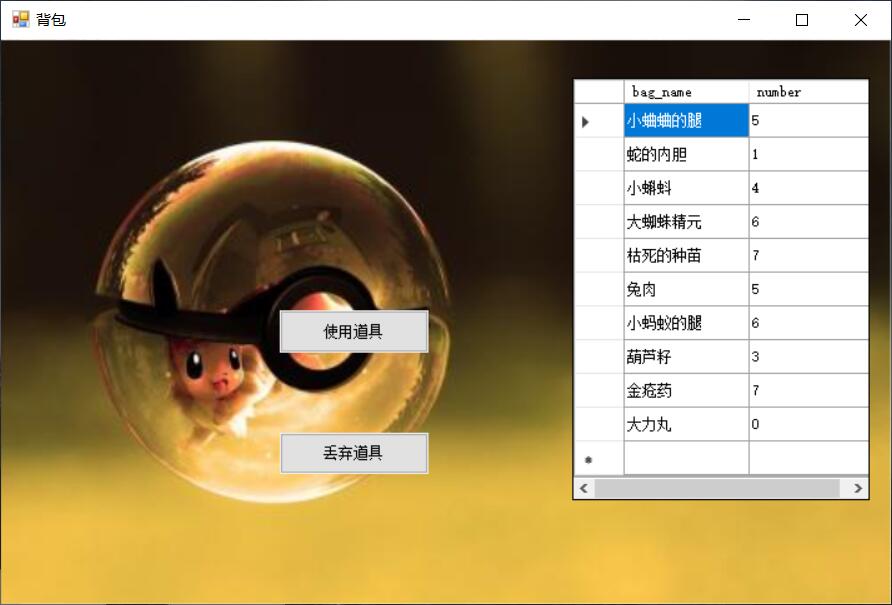 背包
bag_name number
小蛐蛐的腿 5
蛇的内胆 1
小蝌蚪 4
大蜘蛛精元 6
枯死的种苗 7
兔肉 5
小蚂蚁的腿 6
葫芦籽 3
金疮药 7
大力丸 0
使用道具
丢弃道具